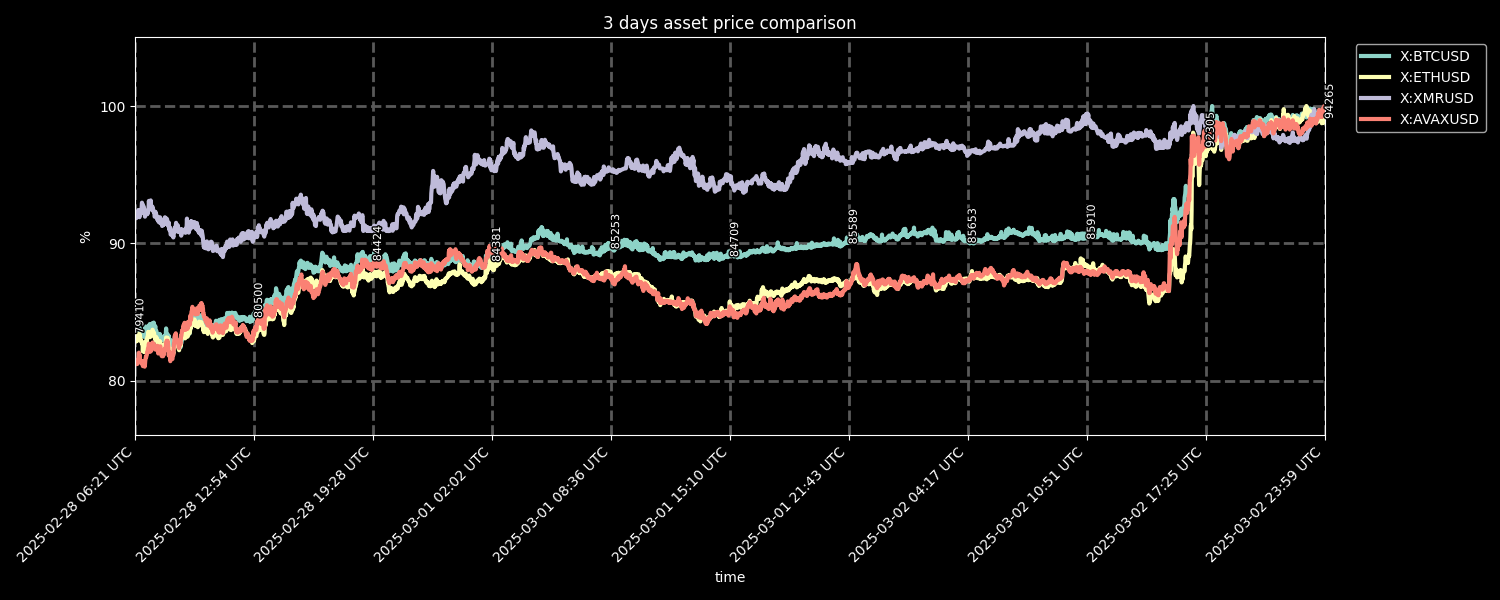 3 days asset price comparison
X:BTCUSD
X:ETHUSD
X:XMRUSD
X:AVAXUSD
%
100
90
80
79410
80500
84424
84381
85253
84709
85589
85653
85910
92305
94265
2025-02-28 06:21 UTC
2025-02-28 12:54 UTC
2025-02-28 19:28 UTC
2025-03-01 02:02 UTC
2025-03-01 08:36 UTC
2025-03-01 15:10 UTC
2025-03-01 21:43 UTC
2025-03-02 04:17 UTC
2025-03-02 10:51 UTC
2025-03-02 17:25 UTC
2025-03-02 23:59 UTC
time